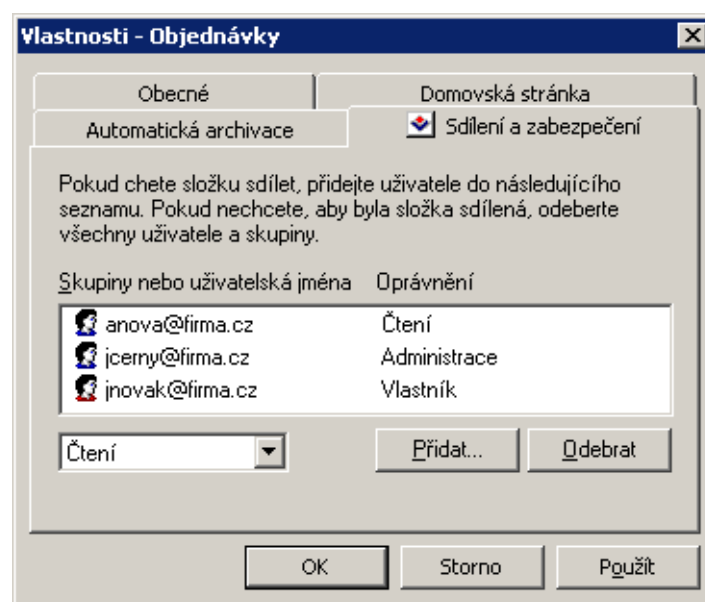 Vlastnosti - Objednávky
Obecné
Domovská stránka
Automatická archivace
Sdílení a zabezpečení
Pokud chete složku sdílet, přidejte uživatele do následujícího
seznamu. Pokud nechcete, aby byla složka sdílená, odeberte
všechny uživatele a skupiny.
Skupiny nebo uživatelská jména Oprávnění
anova@firma.cz Čtení
jcerny@firma.cz Administrace
jnovak@firma.cz Vlastník
Čtení
Přidat...
Odebrat
OK
Storno
Použít